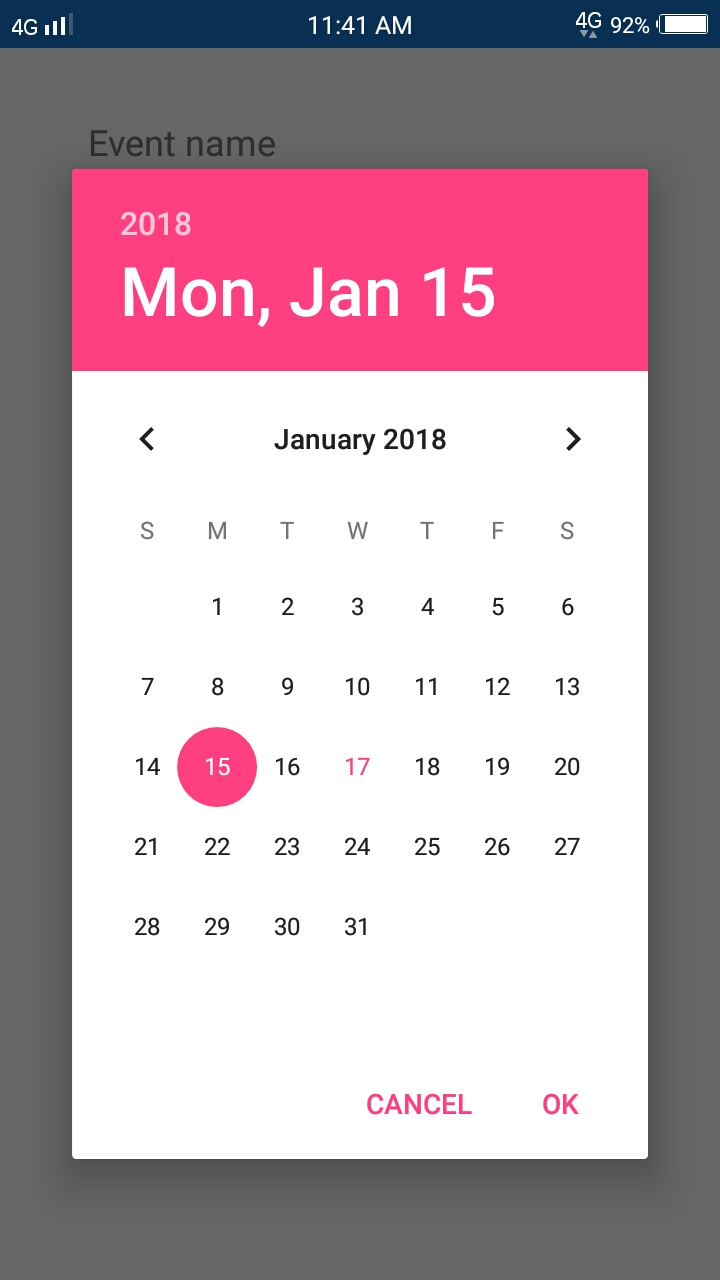 4G 11:41 AM 4G 92%
Event name
2018
Mon, Jan 15
January 2018
S M T W T F S
1 2 3 4 5 6
7 8 9 10 11 12 13
14 15 16 17 18 19 20
21 22 23 24 25 26 27
28 29 30 31
CANCEL OK